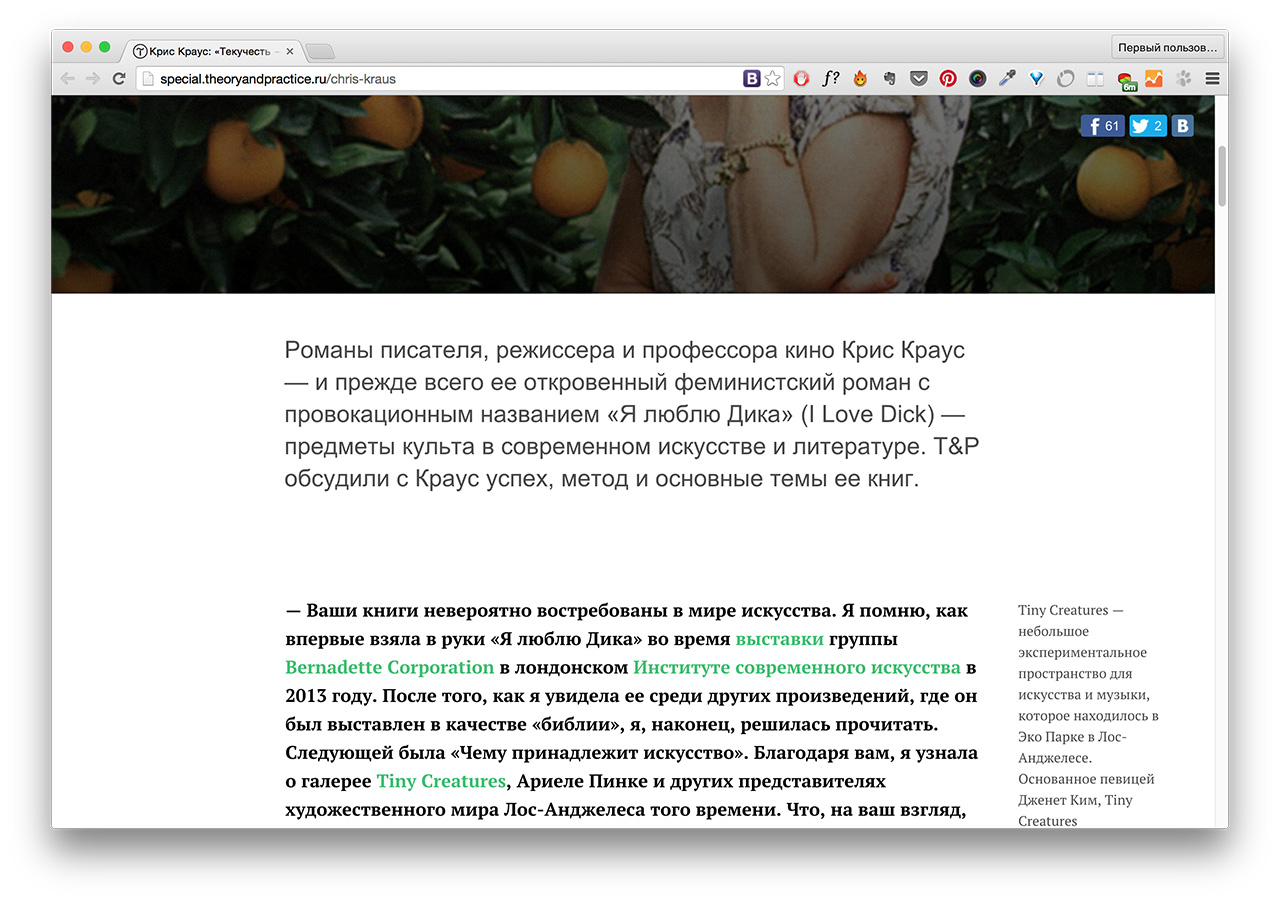 Крис Краус: «Текучесть –
Первый пользов…
special.theoryandpractice.ru/chris-kraus
B
f?
6m
61
2
B
Романы писателя, режиссера и профессора кино Крис Краус
— и прежде всего ее откровенный феминистский роман с
провокационным названием «Я люблю Дика» (I Love Dick) —
предметы культа в современном искусстве и литературе. T&P
обсудили с Краус успех, метод и основные темы ее книг.
— Ваши книги невероятно востребованы в мире искусства. Я помню, как
впервые взяла в руки «Я люблю Дика» во время выставки группы
Bernadette Corporation в лондонском Институте современного искусства в
2013 году. После того, как я увидела ее среди других произведений, где он
был выставлен в качестве «библии», я, наконец, решилась прочитать.
Следующей была «Чему принадлежит искусство». Благодаря вам, я узнала
о галерее Tiny Creatures, Ариеле Пинке и других представителях
художественного мира Лос-Анджелеса того времени. Что, на ваш взгляд,
Tiny Creatures —
небольшое
экспериментальное
пространство для
искусства и музыки,
которое находилось в
Эко Парке в Лос-
Анджелесе.
Основанное певицей
Дженет Ким, Tiny
Creatures